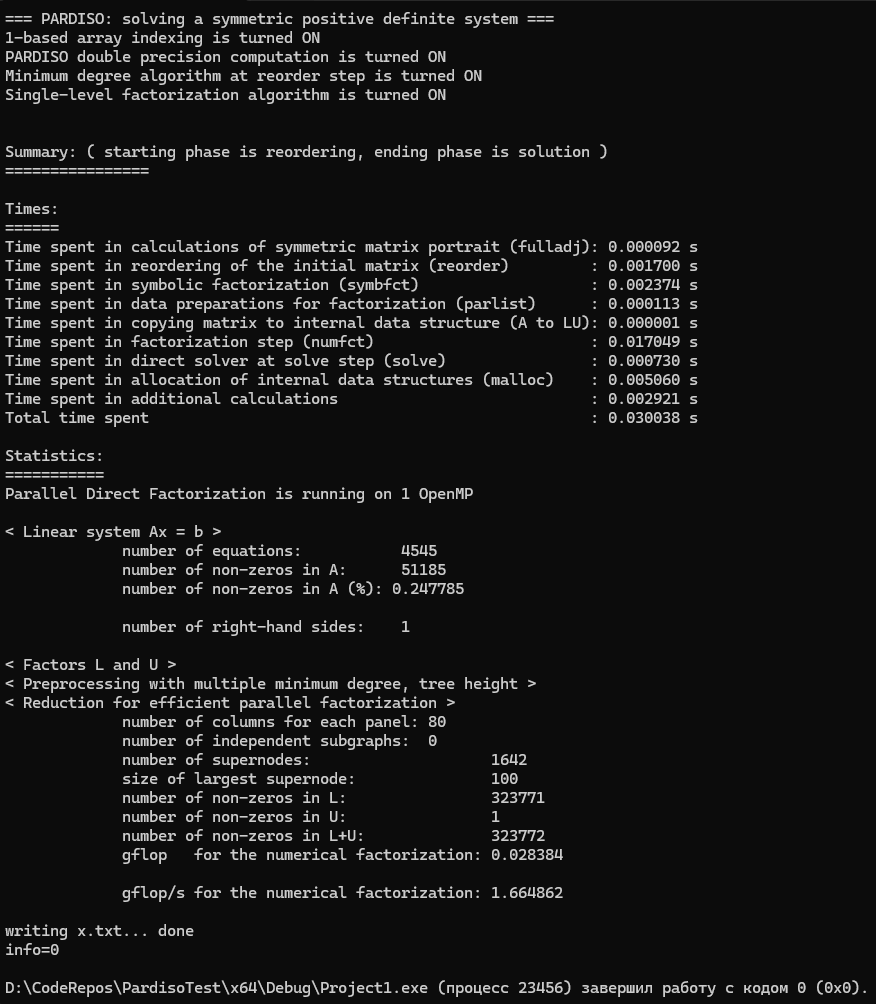 === PARDISO: solving a symmetric positive definite system ===
1-based array indexing is turned ON
PARDISO double precision computation is turned ON
Minimum degree algorithm at reorder step is turned ON
Single-level factorization algorithm is turned ON
Summary: ( starting phase is reordering, ending phase is solution )
================
Times:
======
Time spent in calculations of symmetric matrix portrait (fulladj): 0.000092 s
Time spent in reordering of the initial matrix (reorder)         : 0.001700 s
Time spent in symbolic factorization (symbfct)                   : 0.002374 s
Time spent in data preparations for factorization (parlist)      : 0.000113 s
Time spent in copying matrix to internal data structure (A to LU): 0.000001 s
Time spent in factorization step (numfct)                        : 0.017049 s
Time spent in direct solver at solve step (solve)                : 0.000730 s
Time spent in allocation of internal data structures (malloc)    : 0.005060 s
Time spent in additional calculations                            : 0.002921 s
Total time spent                                                 : 0.030038 s
Statistics:
===========
Parallel Direct Factorization is running on 1 OpenMP
< Linear system Ax = b >
             number of equations:           4545
             number of non-zeros in A:      51185
             number of non-zeros in A (%): 0.247785
             number of right-hand sides:    1
< Factors L and U >
< Preprocessing with multiple minimum degree, tree height >
< Reduction for efficient parallel factorization >
             number of columns for each panel: 80
             number of independent subgraphs:  0
             number of supernodes:                    1642
             size of largest supernode:               100
             number of non-zeros in L:                323771
             number of non-zeros in U:                1
             number of non-zeros in L+U:              323772
             gflop   for the numerical factorization: 0.028384
             gflop/s for the numerical factorization: 1.664862
writing x.txt... done
info=0
D:\CodeRepos\PardisoTest\x64\Debug\Project1.exe (процесс 23456) завершил работу с кодом 0 (0x0).